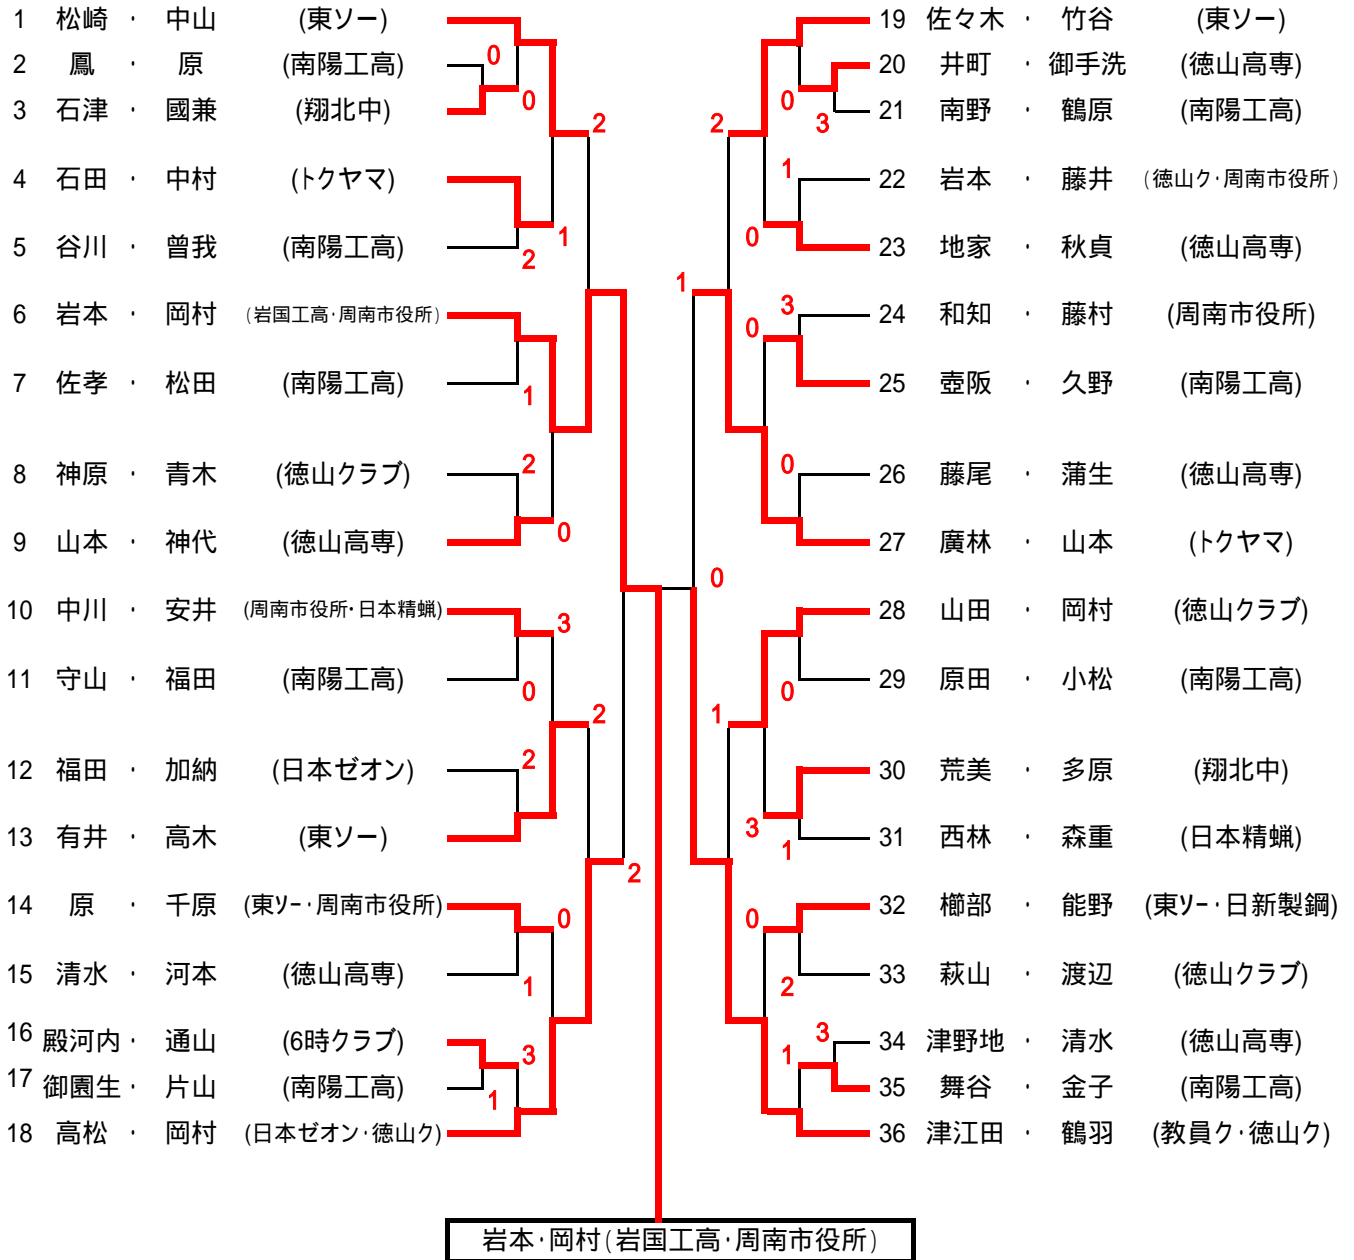 1 松崎 ・ 中山 (東ソー)
0
2 鳳 ・ 原 (南陽工高)
3 石津 ・ 國兼 (翔北中)
0
2
4 石田 ・ 中村 (トクヤマ)
1
5 谷川 ・ 曽我 (南陽工高)
2
6 岩本 ・ 岡村 (岩国工高・周南市役所)
7 佐孝 ・ 松田 (南陽工高)
1
8 神原 ・ 青木 (徳山クラブ)
2
9 山本 ・ 神代 (徳山高専)
0
10 中川 ・ 安井 (周南市役所・日本精蝋)
3
11 守山 ・ 福田 (南陽工高)
0
2
12 福田 ・ 加納 (日本ゼオン)
2
13 有井 ・ 高木 (東ソー)
2
14 原 ・ 千原 (東ソー・周南市役所)
0
15 清水 ・ 河本 (徳山高専)
1
16 殿河内 ・ 通山 (6時クラブ)
3
17 御園生 ・ 片山 (南陽工高)
1
18 高松 ・ 岡村 (日本ゼオン・徳山ク)
19 佐々木 ・ 竹谷 (東ソー)
20 井町 ・ 御手洗 (徳山高専)
0
21 南野 ・ 鶴原 (南陽工高)
3
2
1
22 岩本 ・ 藤井 (徳山ク・周南市役所)
0
23 地家 ・ 秋貞 (徳山高専)
1
3
24 和知 ・ 藤村 (周南市役所)
0
25 壺阪 ・ 久野 (南陽工高)
0
26 藤尾 ・ 蒲生 (徳山高専)
27 廣林 ・ 山本 (トクヤマ)
0
28 山田 ・ 岡村 (徳山クラブ)
29 原田 ・ 小松 (南陽工高)
0
1
30 荒美 ・ 多原 (翔北中)
3
31 西林 ・ 森重 (日本精蝋)
1
32 櫛部 ・ 能野 (東ソー・日新製鋼)
0
33 萩山 ・ 渡辺 (徳山クラブ)
2
3
34 津野地 ・ 清水 (徳山高専)
1
35 舞谷 ・ 金子 (南陽工高)
36 津江田 ・ 鶴羽 (教員ク・徳山ク)
岩本・岡村(岩国工高・周南市役所)